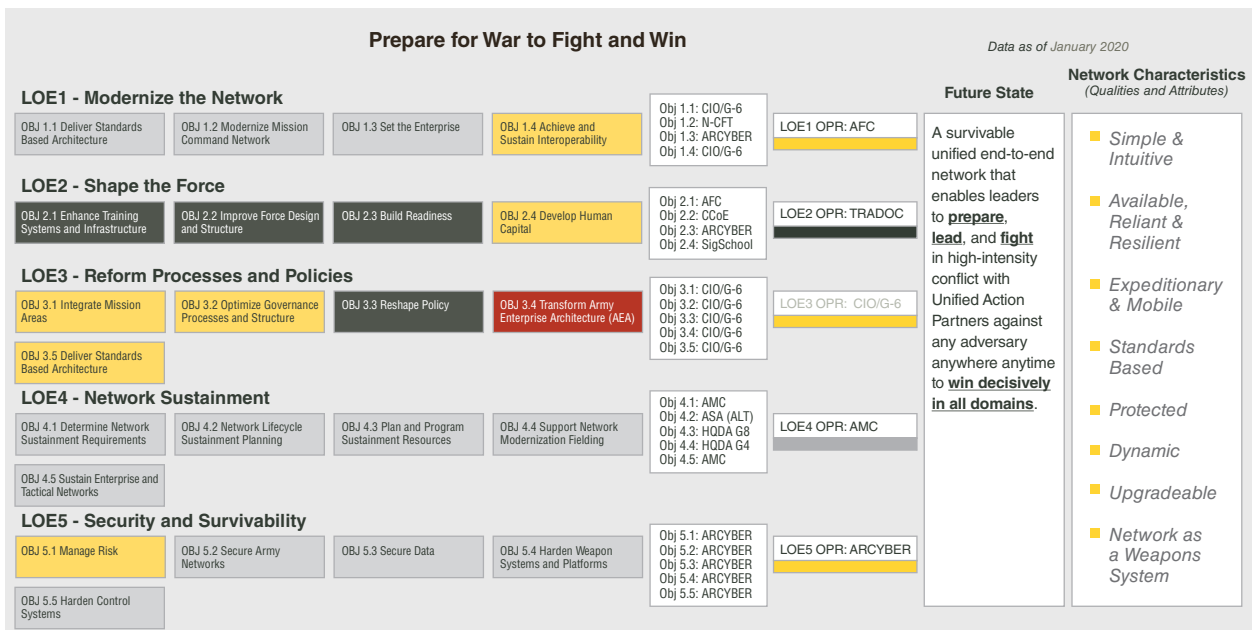 Prepare for War to Fight and Win
Data as of January 2020
LOE1 - Modernize the Network
OBJ 1.1 Deliver Standards
Based Architecture
OBJ 1.2 Modernize Mission
Command Network
OBJ 1.3 Set the Enterprise
OBJ 1.4 Achieve and
Sustain Interoperability
Obj 1.1: CIO/G-6
Obj 1.2: N-CFT
Obj 1.3: ARCYBER
Obj 1.4: CIO/G-6
LOE1 OPR: AFC
LOE2 - Shape the Force
OBJ 2.1 Enhance Training
Systems and Infrastructure
OBJ 2.2 Improve Force Design
and Structure
OBJ 2.3 Build Readiness
OBJ 2.4 Develop Human
Capital
Obj 2.1: AFC
Obj 2.2: CCoE
Obj 2.3: ARCYBER
Obj 2.4: SigSchool
LOE2 OPR: TRADOC
LOE3 - Reform Processes and Policies
OBJ 3.1 Integrate Mission
Areas
OBJ 3.2 Optimize Governance
Processes and Structure
OBJ 3.3 Reshape Policy
OBJ 3.4 Transform Army
Enterprise Architecture (AEA)
OBJ 3.5 Deliver Standards
Based Architecture
Obj 3.1: CIO/G-6
Obj 3.2: CIO/G-6
Obj 3.3: CIO/G-6
Obj 3.4: CIO/G-6
Obj 3.5: CIO/G-6
LOE3 OPR: CIO/G-6
LOE4 - Network Sustainment
OBJ 4.1 Determine Network
Sustainment Requirements
OBJ 4.2 Network Lifecycle
Sustainment Planning
OBJ 4.3 Plan and Program
Sustainment Resources
OBJ 4.4 Support Network
Modernization Fielding
OBJ 4.5 Sustain Enterprise and
Tactical Networks
Obj 4.1: AMC
Obj 4.2: ASA (ALT)
Obj 4.3: HQDA G8
Obj 4.4: HQDA G4
Obj 4.5: AMC
LOE4 OPR: AMC
LOE5 - Security and Survivability
OBJ 5.1 Manage Risk
OBJ 5.2 Secure Army
Networks
OBJ 5.3 Secure Data
OBJ 5.4 Harden Weapon
Systems and Platforms
OBJ 5.5 Harden Control
Systems
Obj 5.1: ARCYBER
Obj 5.2: ARCYBER
Obj 5.3: ARCYBER
Obj 5.4: ARCYBER
Obj 5.5: ARCYBER
LOE5 OPR: ARCYBER
Future State
A survivable
unified end-to-end
network that
enables leaders
to prepare,
lead, and fight
in high-intensity
conflict with
Unified Action
Partners against
any adversary
anywhere anytime
to win decisively
in all domains.
Network Characteristics
(Qualities and Attributes)
Simple &
Intuitive
Available,
Reliant &
Resilient
Expeditionary
& Mobile
Standards
Based
Protected
Dynamic
Upgradeable
Network as
a Weapons
System